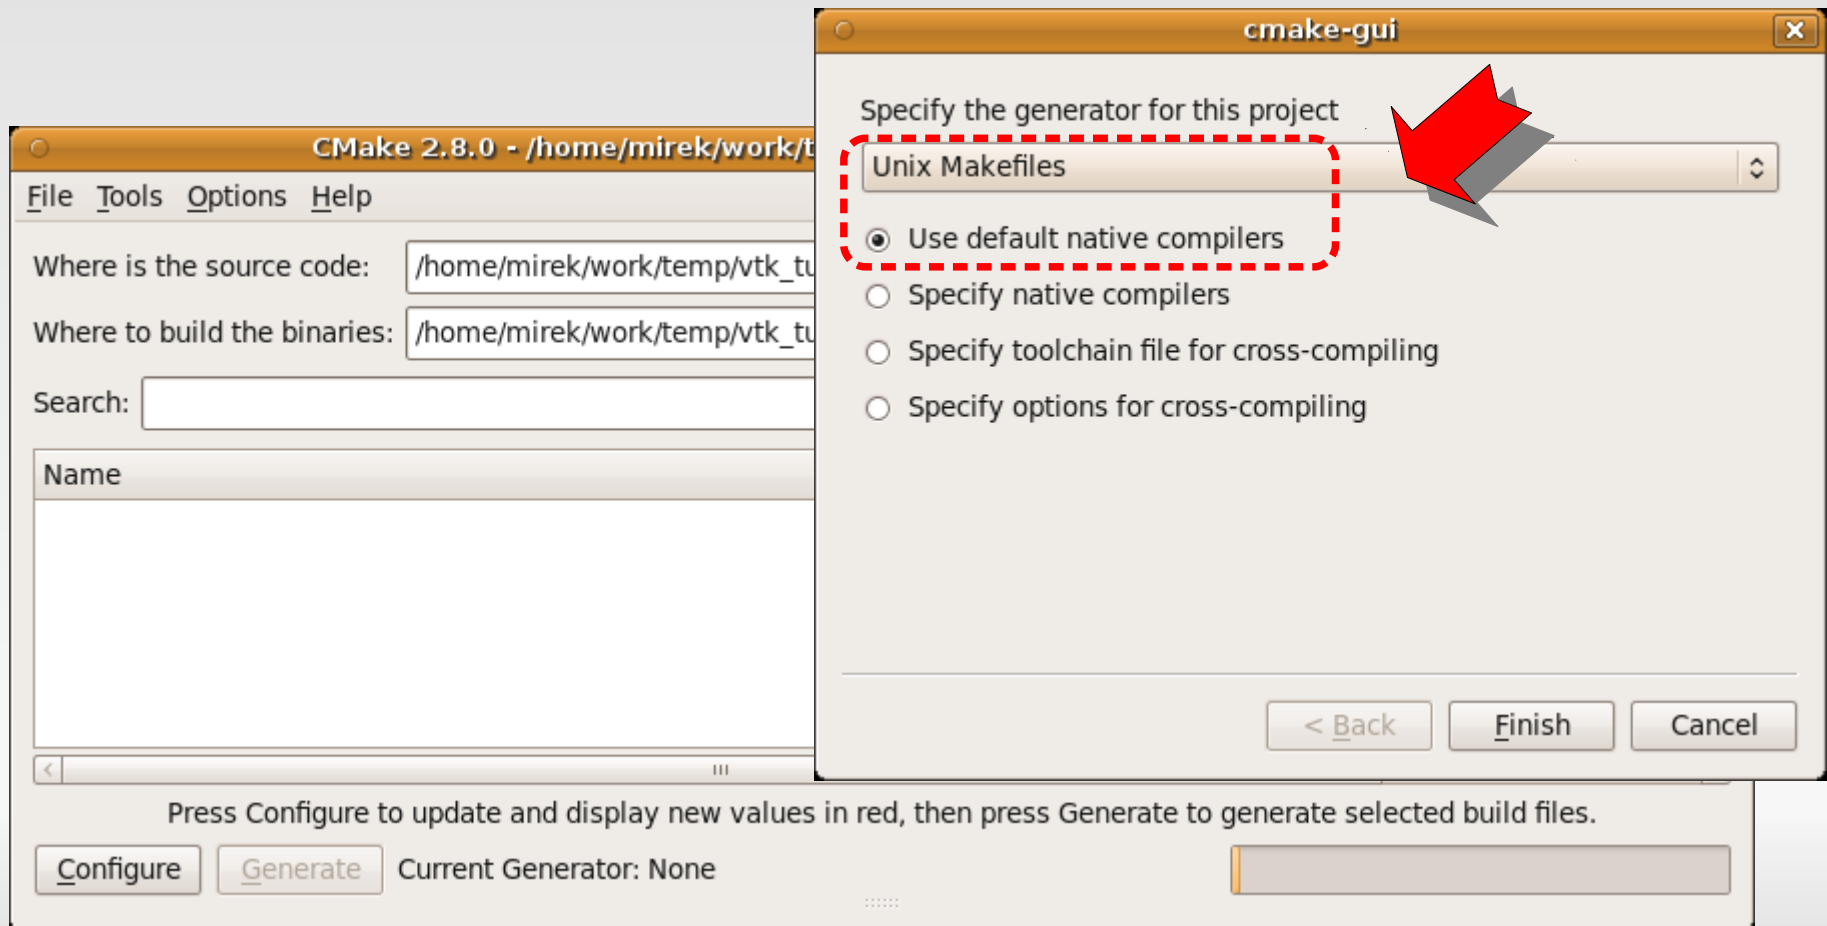 cmake-gui
Specify the generator for this project
Unix Makefiles
Use default native compilers
Specify native compilers
Specify toolchain file for cross-compiling
Specify options for cross-compiling
< Back Finish Cancel
CMake 2.8.0 - /home/mirek/work/t
File Tools Options Help
Where is the source code: /home/mirek/work/temp/vtk_tu
Where to build the binaries: /home/mirek/work/temp/vtk_tu
Search:
Name
Press Configure to update and display new values in red, then press Generate to generate selected build files.
Configure Generate Current Generator: None